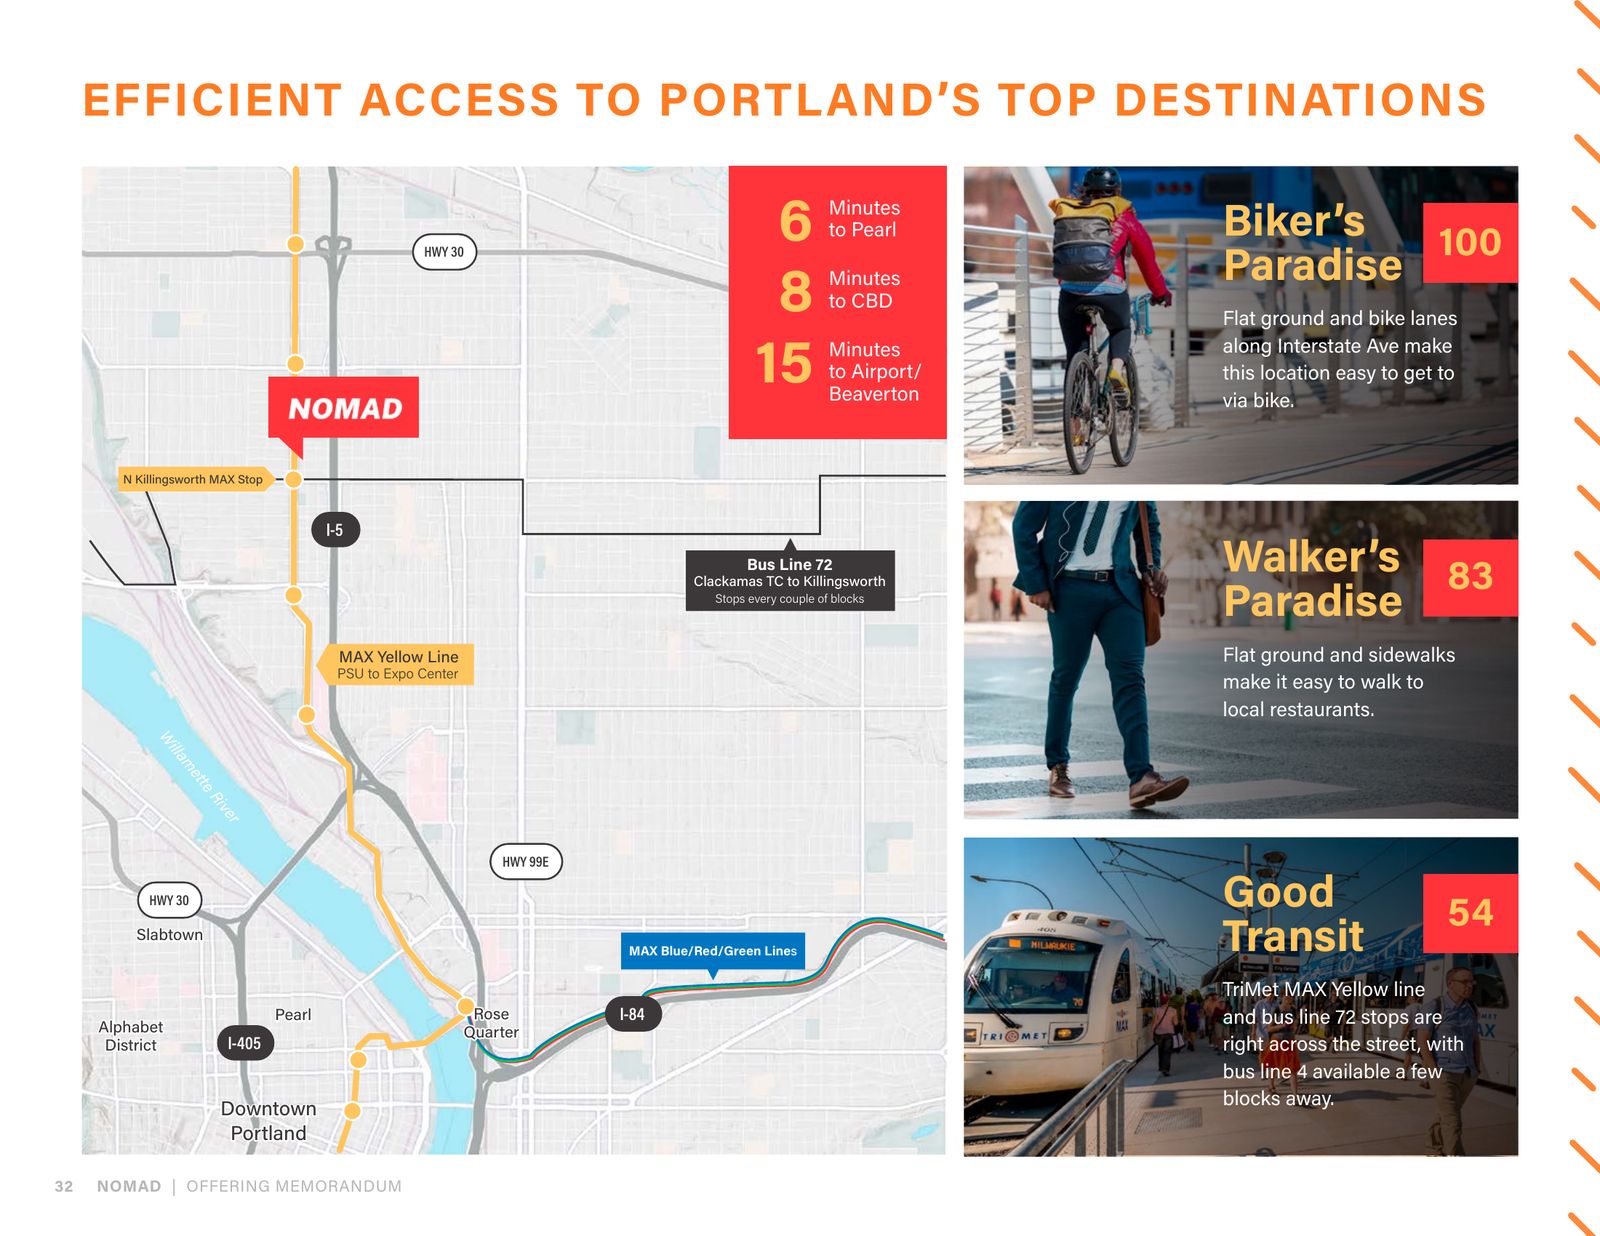 EFFICIENT ACCESS TO PORTLAND’S TOP DESTINATIONS
HWY 30
6 Minutes
to Pearl
8 Minutes
to CBD
15 Minutes
to Airport/
Beaverton
NOMAD
N Killingsworth MAX Stop
I-5
Bus Line 72
Clackamas TC to Killingsworth
Stops every couple of blocks
MAX Yellow Line
PSU to Expo Center
Willamette River
HWY 99E
HWY 30
Slabtown
MAX Blue/Red/Green Lines
I-84
Rose
Quarter
Pearl
Alphabet
District
I-405
Downtown
Portland
Biker’s
Paradise
100
Flat ground and bike lanes
along Interstate Ave make
this location easy to get to
via bike.
Walker’s
Paradise
83
Flat ground and sidewalks
make it easy to walk to
local restaurants.
Good
Transit
54
TriMet MAX Yellow line
and bus line 72 stops are
right across the street, with
bus line 4 available a few
blocks away.
405
MILWAUKIE
70
MAX
TRI MET
32 NOMAD | OFFERING MEMORANDUM